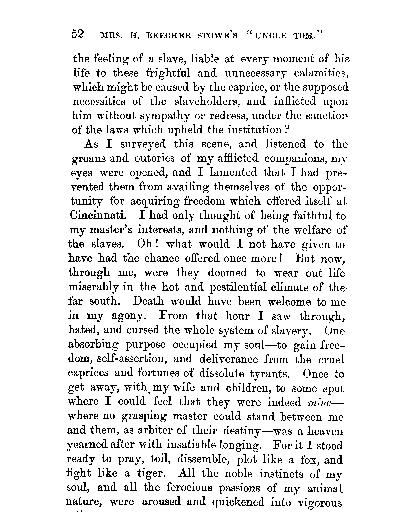 52 MRS. H. BEECHER STOWE'S "UNCLE TOM."
the feeling of a slave, liable at every moment of his
life to these frightful and unnecessary calamities,
which might be caused by the caprice, or the supposed
necessities of the slaveholders, and inflicted upon
him without sympathy or redress, under the sanction
of the laws which upheld the institution?
As I surveyed this scene, and listened to the
groans and outcries of my afflicted companions, my
eyes were opened, and I lamented that I had pre-
vented them from availing themselves of the oppor-
tunity for acquiring freedom which offered itself at
Cincinnati. I had only thought of being faithful to
my master's interests, and nothing of the welfare of
the slaves. Oh! what would I not have given to
have had the chance offered once more! But now,
through me, were they doomed to wear out life
miserably in the hot and pestilential climate of the
far south. Death would have been welcome to me
in my agony. From that hour I saw through,
hated, and cursed the whole system of slavery. One
absorbing purpose occupied my soul—to gain free-
dom, self-assertion, and deliverance from the cruel
caprices and fortunes of dissolute tyrants. Once to
get away, with my wife and children, to some spot
where I could feel that they were indeed mine—
where no grasping master could stand between me
and them, as arbiter of their destiny—was a heaven
yearned after with insatiable longing. For it I stood
ready to pray, toil, dissemble, plot like a fox, and
fight like a tiger. All the noble instincts of my
soul, and all the ferocious passions of my animal
nature, were aroused and quickened into vigorous